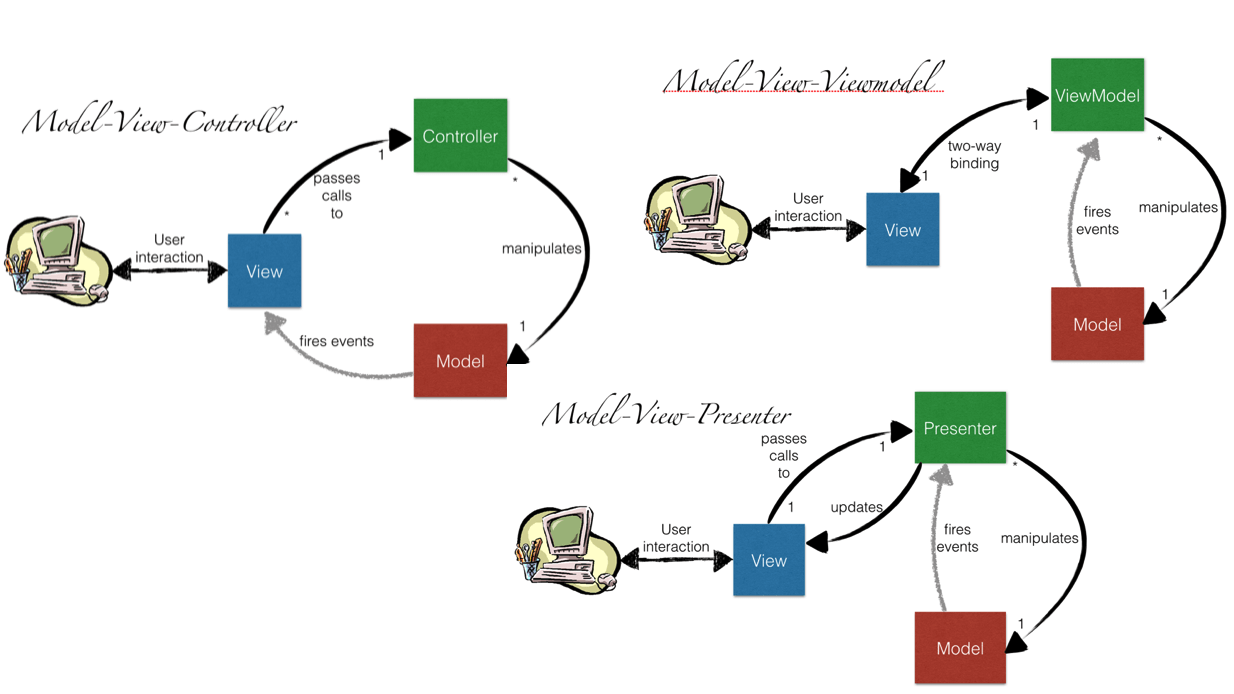 Model-View-Controller
Controller
1
passes
calls
to
*
*
User
interaction
View
manipulates
fires events
1
Model
Model-View-Viewmodel
ViewModel
1
*
two-way
binding
1
User
interaction
View
fires
events
manipulates
1
Model
Model-View-Presenter
passes
calls
to
1
Presenter
*
1
updates
User
interaction
View
fires
events
manipulates
1
Model